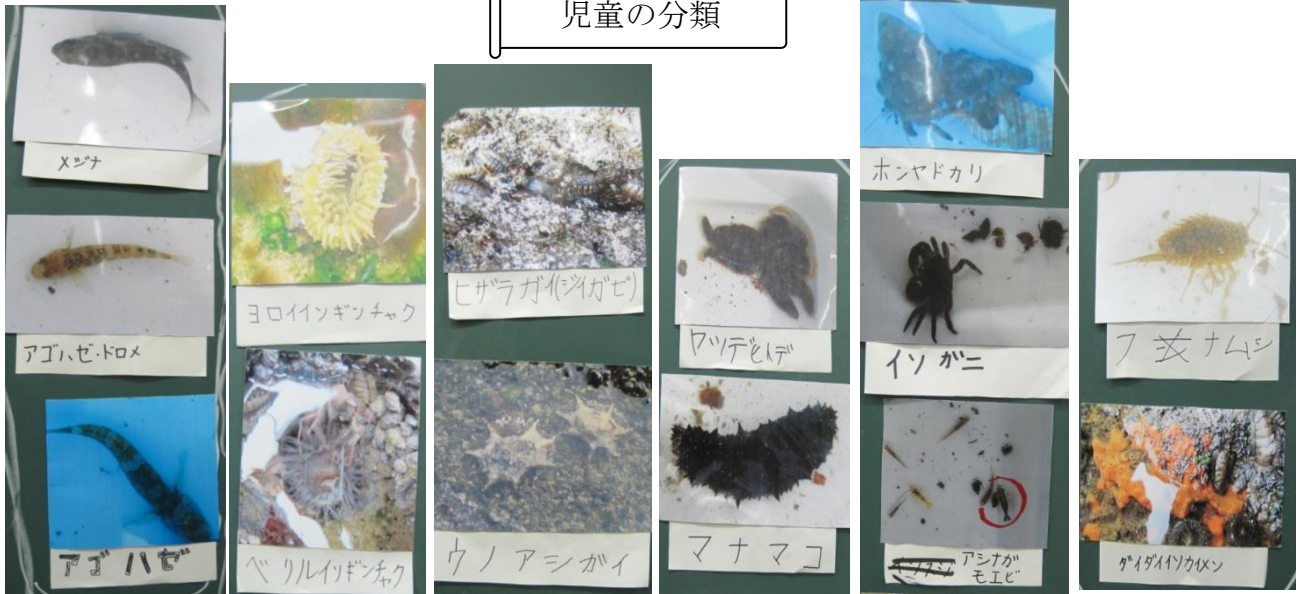 児童の分類
メジナ
アゴハゼ・ドロメ
アゴハゼ
ヨロイイソギンチャク
ベリルイソギンチャク
ヒザラガイ(ジイガゼ)
ウノアシガイ
ヤツデヒトデ
マナマコ
ホンヤドカリ
イソガニ
アシナガ
モエビ
フナムシ
ダイダイイソカイメン